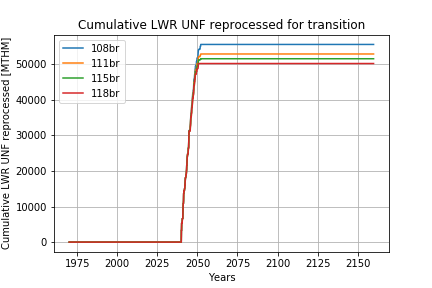 Cumulative LWR UNF reprocessed for transition
Cumulative LWR UNF reprocessed [MTHM]
108br
111br
115br
118br
50000
40000
30000
20000
10000
0
1975 2000 2025 2050 2075 2100 2125 2150
Years